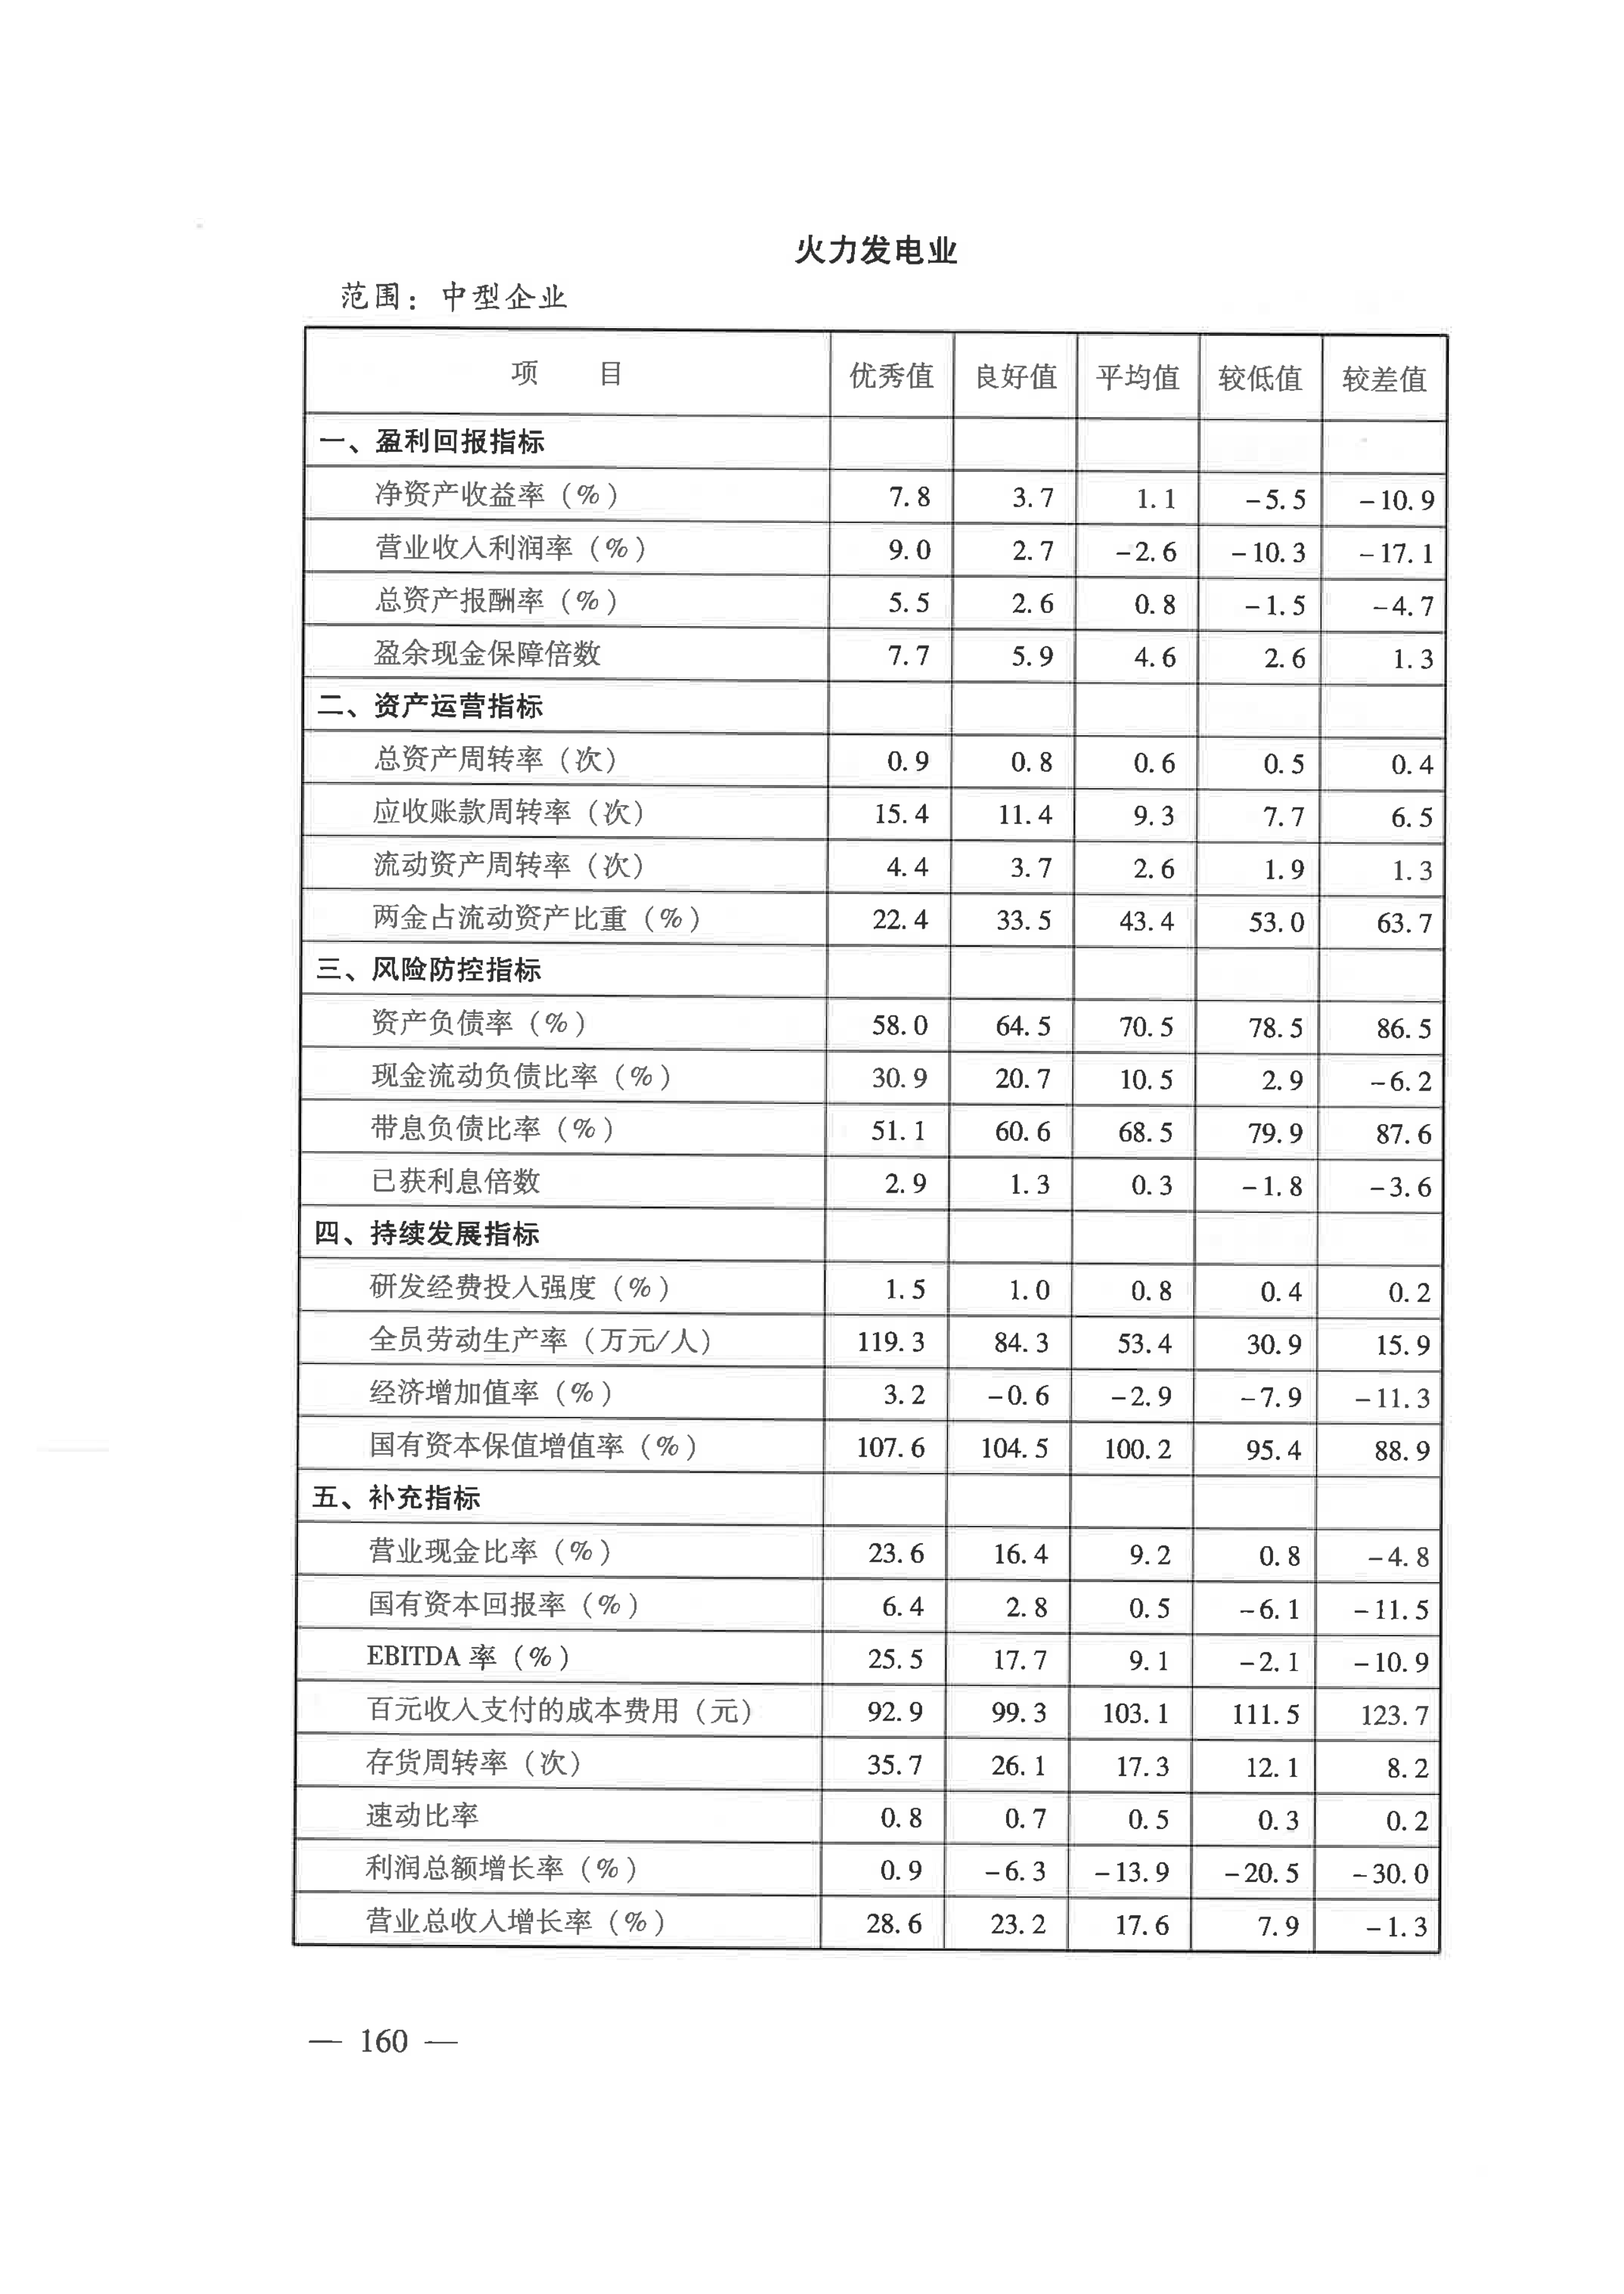 火力发电业
范围：中型企业
项　　目 优秀值 良好值 平均值 较低值 较差值
一、盈利回报指标
净资产收益率（%） 7.8 3.7 1.1 -5.5 -10.9
营业收入利润率（%） 9.0 2.7 -2.6 -10.3 -17.1
总资产报酬率（%） 5.5 2.6 0.8 -1.5 -4.7
盈余现金保障倍数 7.7 5.9 4.6 2.6 1.3
二、资产运营指标
总资产周转率（次） 0.9 0.8 0.6 0.5 0.4
应收账款周转率（次） 15.4 11.4 9.3 7.7 6.5
流动资产周转率（次） 4.4 3.7 2.6 1.9 1.3
两金占流动资产比重（%） 22.4 33.5 43.4 53.0 63.7
三、风险防控指标
资产负债率（%） 58.0 64.5 70.5 78.5 86.5
现金流动负债比率（%） 30.9 20.7 10.5 2.9 -6.2
带息负债比率（%） 51.1 60.6 68.5 79.9 87.6
已获利息倍数 2.9 1.3 0.3 -1.8 -3.6
四、持续发展指标
研发经费投入强度（%） 1.5 1.0 0.8 0.4 0.2
全员劳动生产率（万元/人） 119.3 84.3 53.4 30.9 15.9
经济增加值率（%） 3.2 -0.6 -2.9 -7.9 -11.3
国有资本保值增值率（%） 107.6 104.5 100.2 95.4 88.9
五、补充指标
营业现金比率（%） 23.6 16.4 9.2 0.8 -4.8
国有资本回报率（%） 6.4 2.8 0.5 -6.1 -11.5
EBITDA 率（%） 25.5 17.7 9.1 -2.1 -10.9
百元收入支付的成本费用（元） 92.9 99.3 103.1 111.5 123.7
存货周转率（次） 35.7 26.1 17.3 12.1 8.2
速动比率 0.8 0.7 0.5 0.3 0.2
利润总额增长率（%） 0.9 -6.3 -13.9 -20.5 -30.0
营业总收入增长率（%） 28.6 23.2 17.6 7.9 -1.3
— 160 —